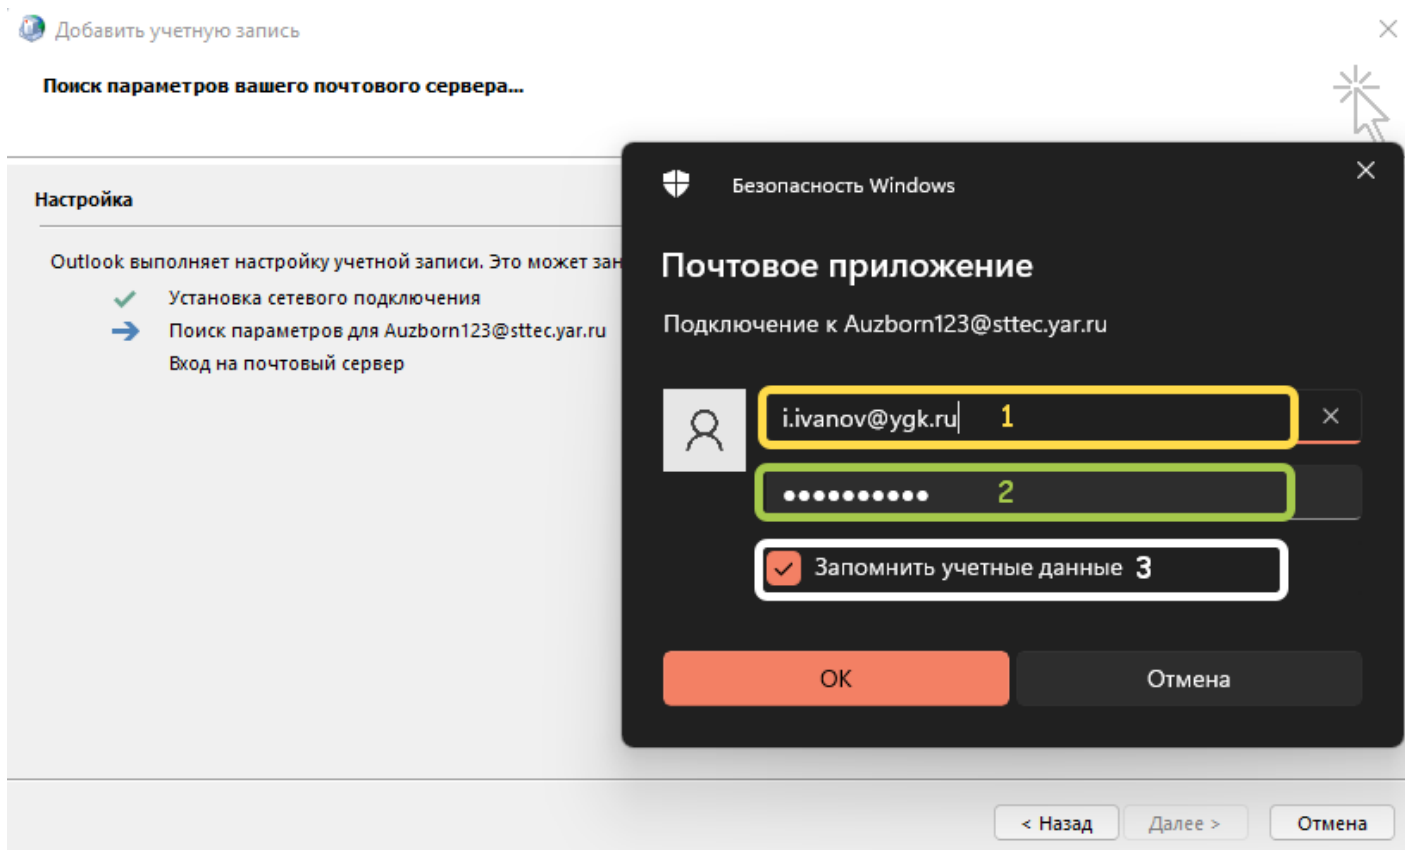 Добавить учетную запись
Поиск параметров вашего почтового сервера...
Настройка
Outlook выполняет настройку учетной записи. Это может зан
Установка сетевого подключения
Поиск параметров для Auzborn123@sttec.yar.ru
Вход на почтовый сервер
Безопасность Windows
Почтовое приложение
Подключение к Auzborn123@sttec.yar.ru
i.ivanov@ygk.ru 1
●●●●●●●●●● 2
Запомнить учетные данные 3
ОК Отмена
< Назад Далее > Отмена